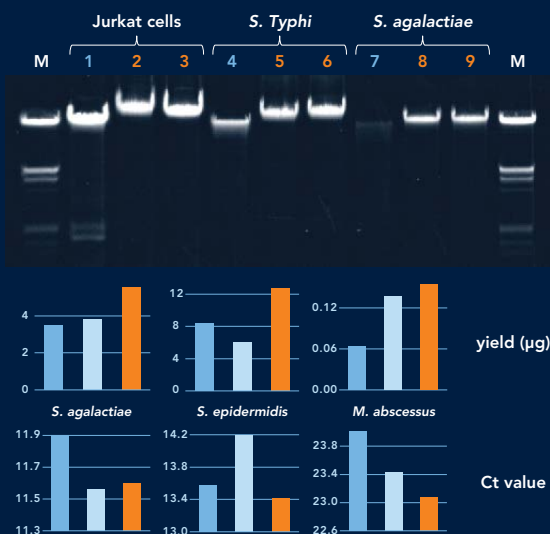 Jurkat cells S. Typhi S. agalactiae
M 1 2 3 4 5 6 7 8 9 M
12
4 0.12
8
yield (μg)
2 0.06
4
0 0 0.00
S. agalactiae S. epidermidis M. abscessus
11.9 14.2
23.8
11.7 13.8
23.4
Ct value
11.5 13.4 23.0
11.3 13.0 22.6